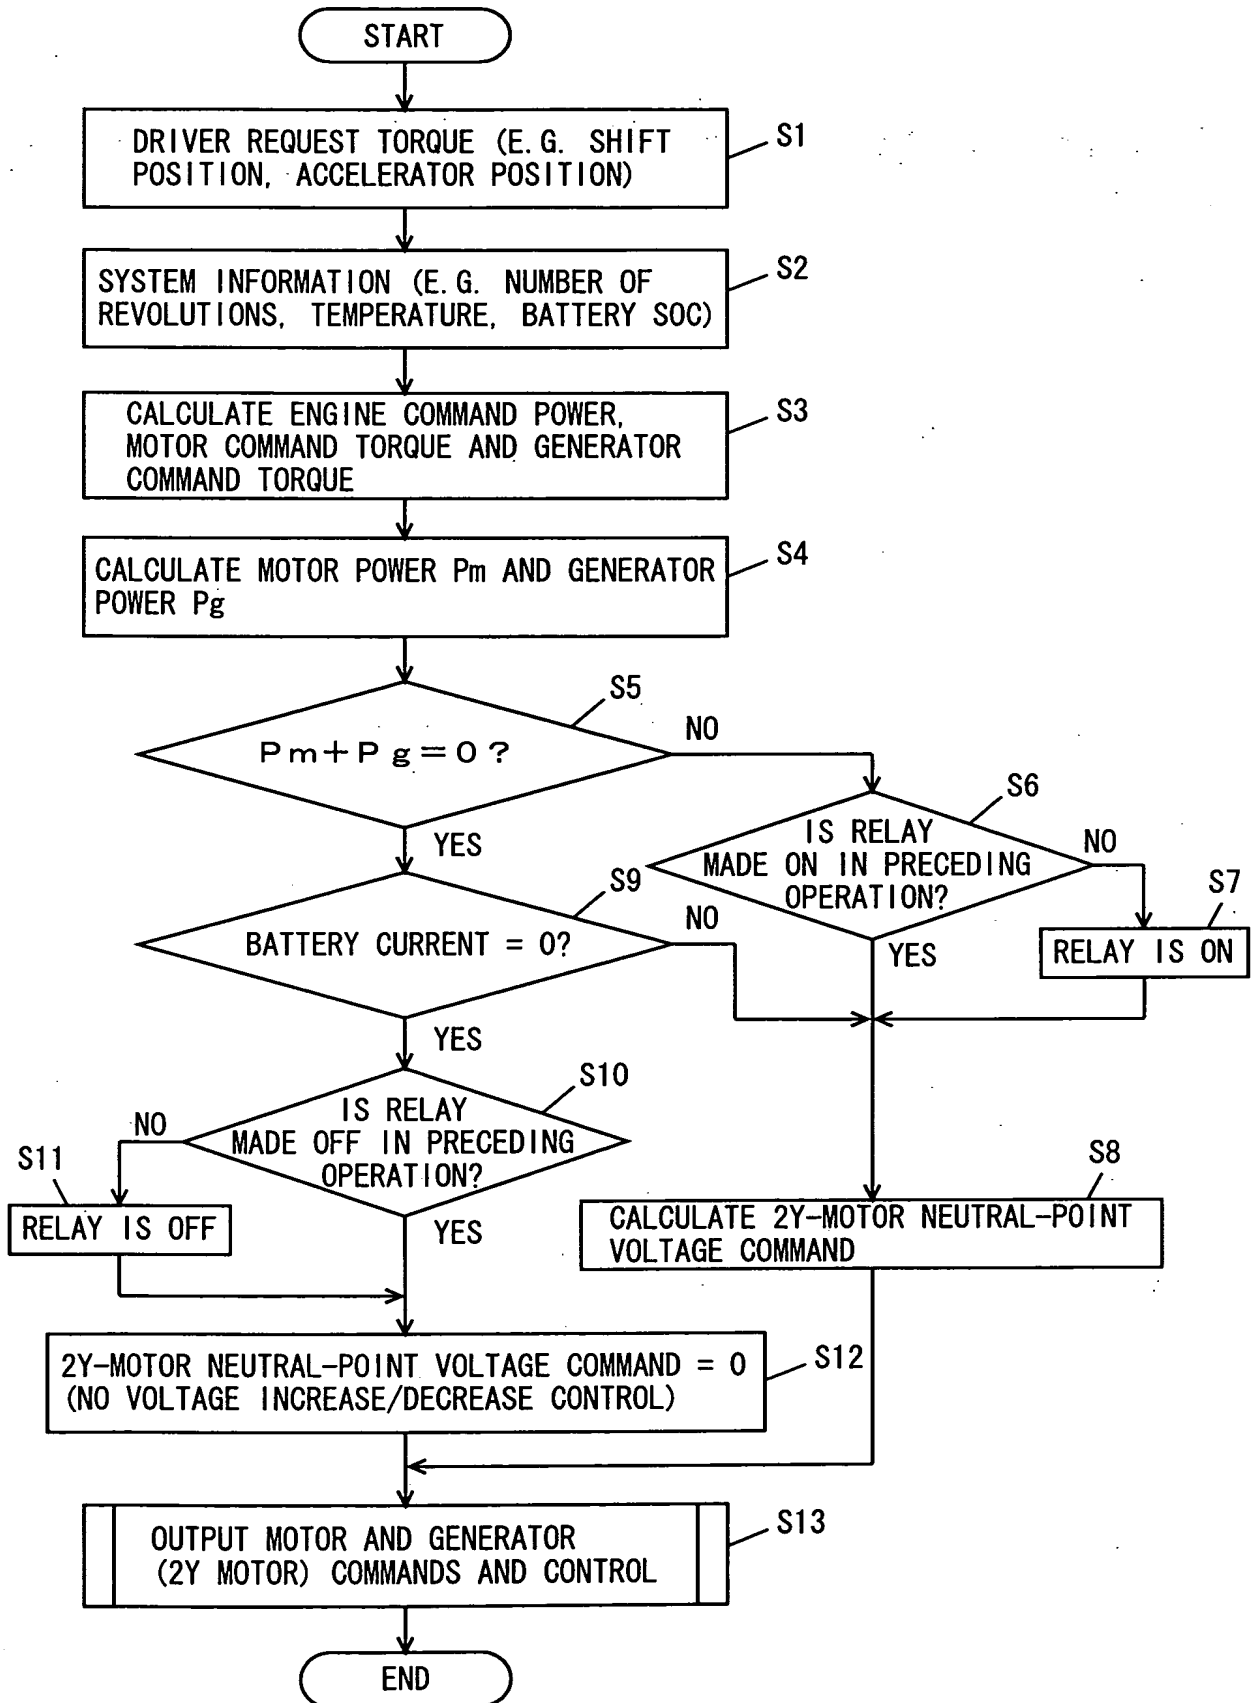 START
DRIVER REQUEST TORQUE (E.G. SHIFT
POSITION, ACCELERATOR POSITION)
S1
SYSTEM INFORMATION (E.G. NUMBER OF
REVOLUTIONS, TEMPERATURE, BATTERY SOC)
S2
CALCULATE ENGINE COMMAND POWER,
MOTOR COMMAND TORQUE AND GENERATOR
COMMAND TORQUE
S3
CALCULATE MOTOR POWER Pm AND GENERATOR
POWER Pg
S4
Pm+Pg=0?
S5
NO
YES
IS RELAY
MADE ON IN PRECEDING
OPERATION?
S6
NO
YES
S7
RELAY IS ON
BATTERY CURRENT = 0?
S9
NO
YES
IS RELAY
MADE OFF IN PRECEDING
OPERATION?
S10
NO
YES
S11
RELAY IS OFF
S8
CALCULATE 2Y-MOTOR NEUTRAL-POINT
VOLTAGE COMMAND
2Y-MOTOR NEUTRAL-POINT VOLTAGE COMMAND = 0
(NO VOLTAGE INCREASE/DECREASE CONTROL)
S12
OUTPUT MOTOR AND GENERATOR
(2Y MOTOR) COMMANDS AND CONTROL
S13
END